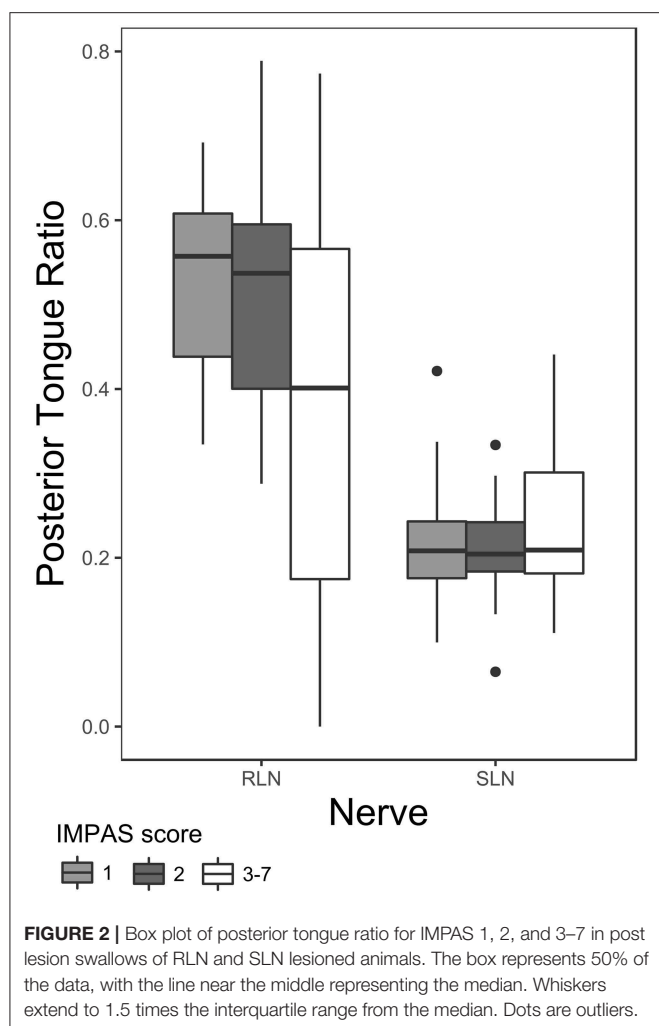 0.8
0.6
0.4
0.2
0.0
Posterior Tongue Ratio
RLN SLN
Nerve
IMPAS score
1 2 3-7
FIGURE 2 | Box plot of posterior tongue ratio for IMPAS 1, 2, and 3–7 in post
lesion swallows of RLN and SLN lesioned animals. The box represents 50% of
the data, with the line near the middle representing the median. Whiskers
extend to 1.5 times the interquartile range from the median. Dots are outliers.